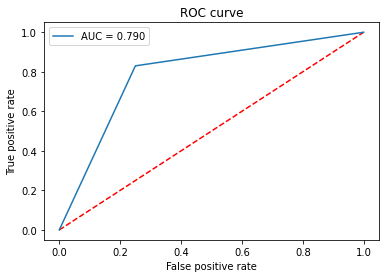 ROC curve
AUC = 0.790
True positive rate
1.0
0.8
0.6
0.4
0.2
0.0
0.0 0.2 0.4 0.6 0.8 1.0
False positive rate